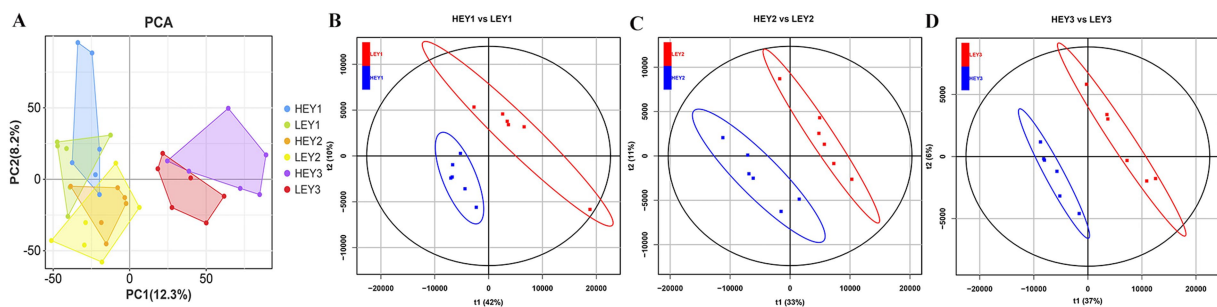 A
PCA
PC2(8.2%)
50
0
-50
-50
0
50
PC1(12.3%)
HEY1
LEY1
HEY2
LEY2
HEY3
LEY3
B
HEY1 vs LEY1
LEY1
HEY1
t2 (19%)
10000
5000
0
-5000
-10000
-20000
-10000
0
10000
20000
t1 (42%)
C
HEY2 vs LEY2
LEY2
HEY2
t2 (11%)
10000
5000
0
-5000
-10000
-20000
-10000
0
10000
20000
t1 (33%)
D
HEY3 vs LEY3
LEY3
HEY3
t2 (6%)
5000
0
-5000
-20000
-10000
0
10000
20000
t1 (37%)